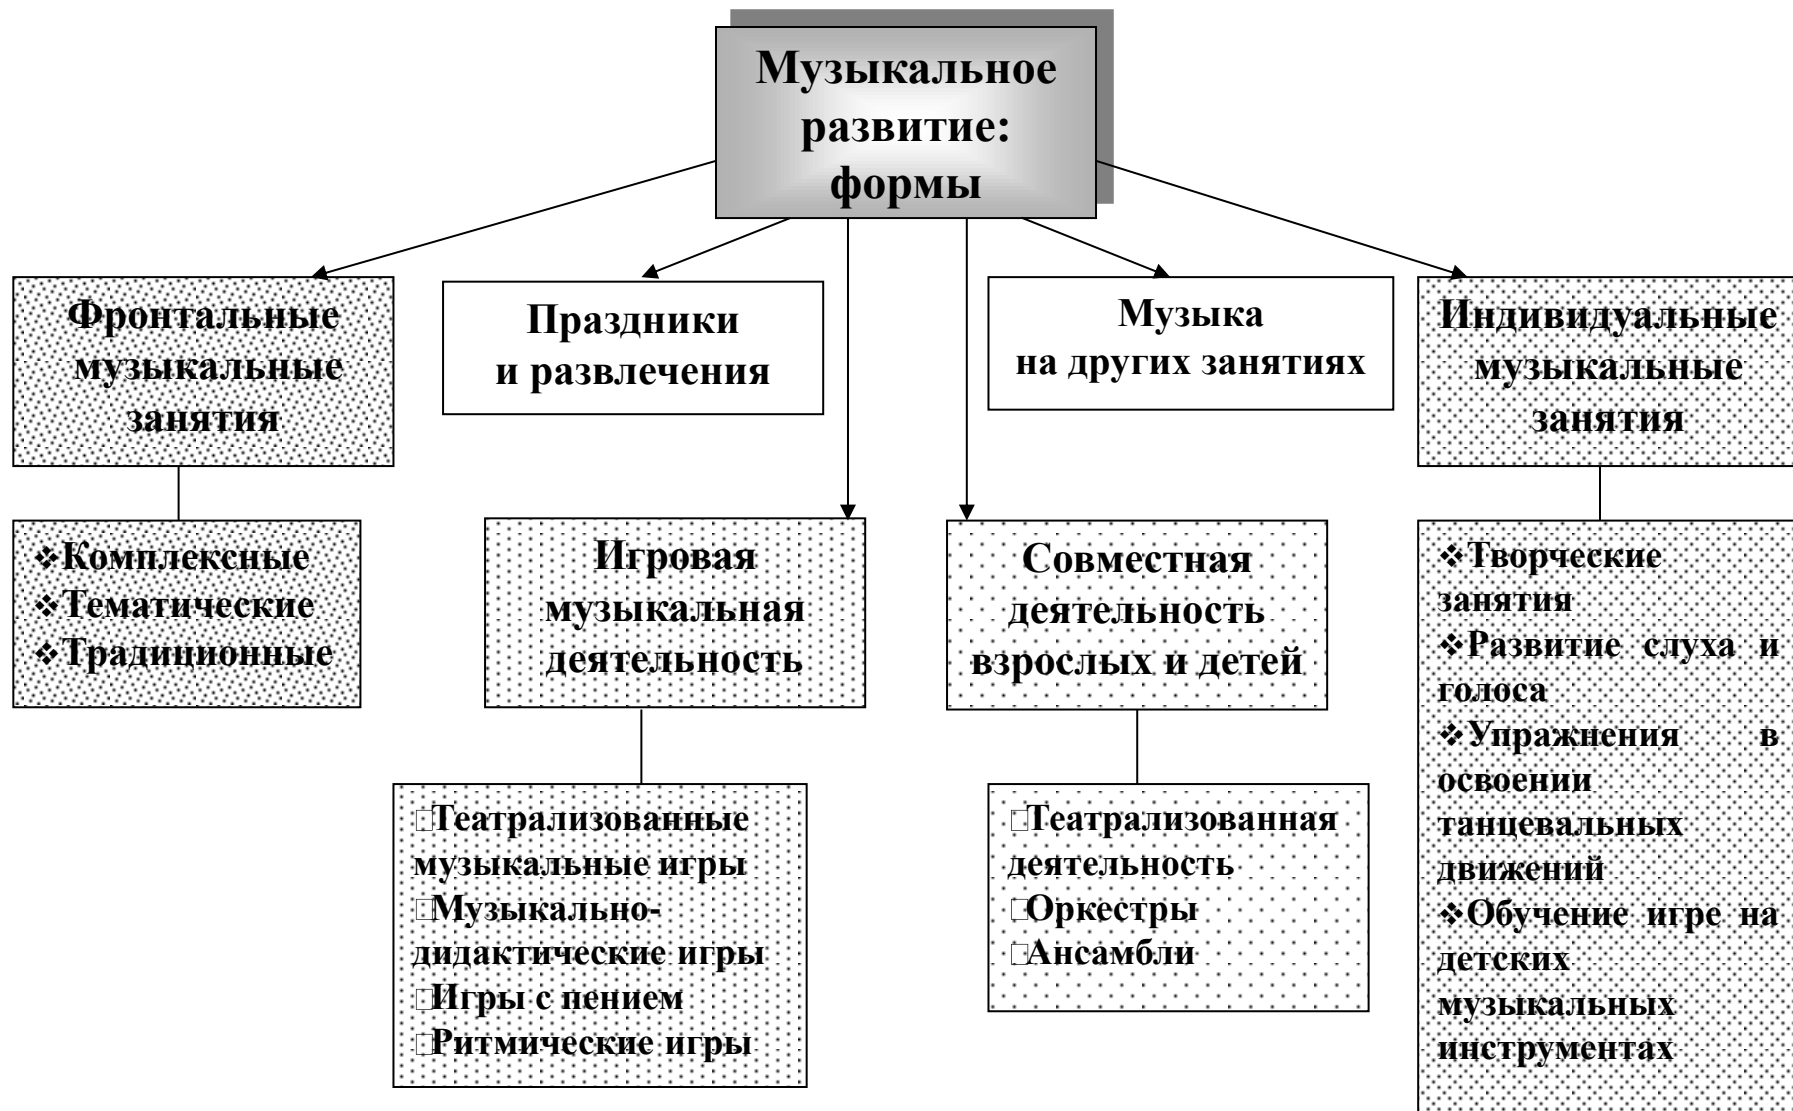 Музыкальное
развитие:
формы
Фронтальные
музыкальные
занятия
Праздники
и развлечения
Музыка
на других занятиях
Индивидуальные
музыкальные
занятия
❖Комплексные
❖Тематические
❖Традиционные
Игровая
музыкальная
деятельность
Совместная
деятельность
взрослых и детей
❖Творческие
занятия
❖Развитие слуха и
голоса
❖Упражнения в
освоении
танцевальных
движений
❖Обучение игре на
детских
музыкальных
инструментах
Театрализованные
музыкальные игры
Музыкально-
дидактические игры
Игры с пением
Ритмические игры
Театрализованная
деятельность
Оркестры
Ансамбли